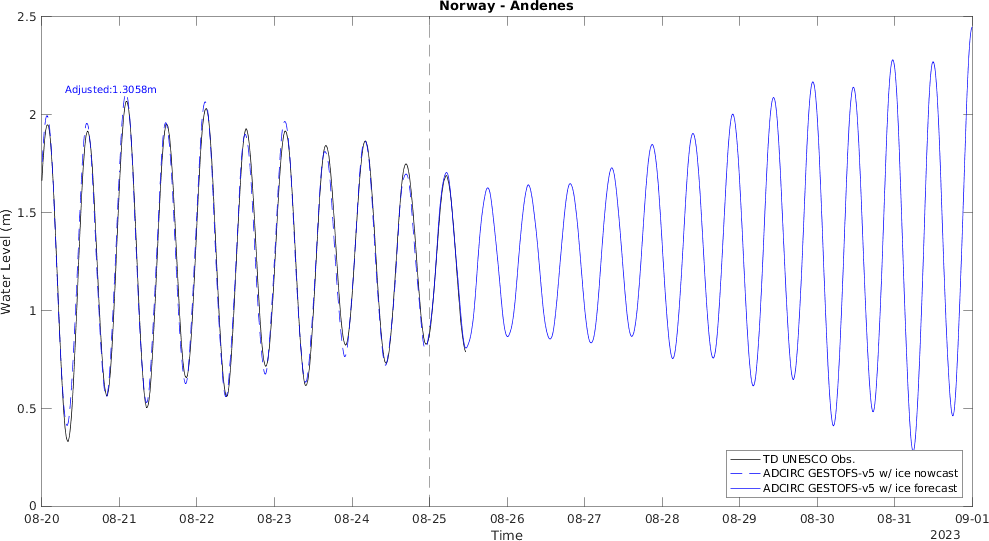 Norway - Andenes
2.5
Adjusted:1.3058m
2
1.5
Water Level (m)
1
0.5
0
TD UNESCO Obs.
ADCIRC GESTOFS-v5 w/ ice nowcast
ADCIRC GESTOFS-v5 w/ ice forecast
08-20 08-21 08-22 08-23 08-24 08-25 08-26 08-27 08-28 08-29 08-30 08-31 09-01
Time
2023